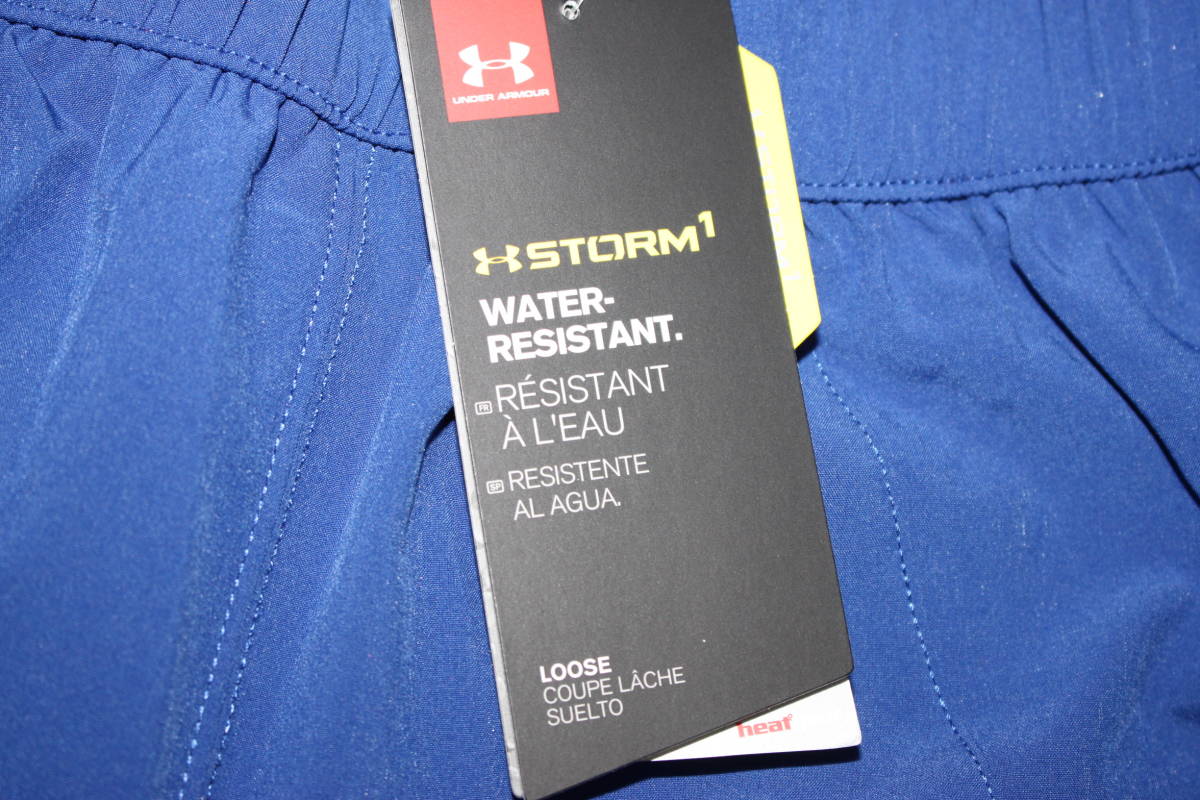 UNDER ARMOUR
STORM1
WATER-
RESISTANT.
FR RÉSISTANT
À L'EAU
SP RESISTENTE
AL AGUA.
LOOSE
COUPE LÂCHE
SUELTO
heat